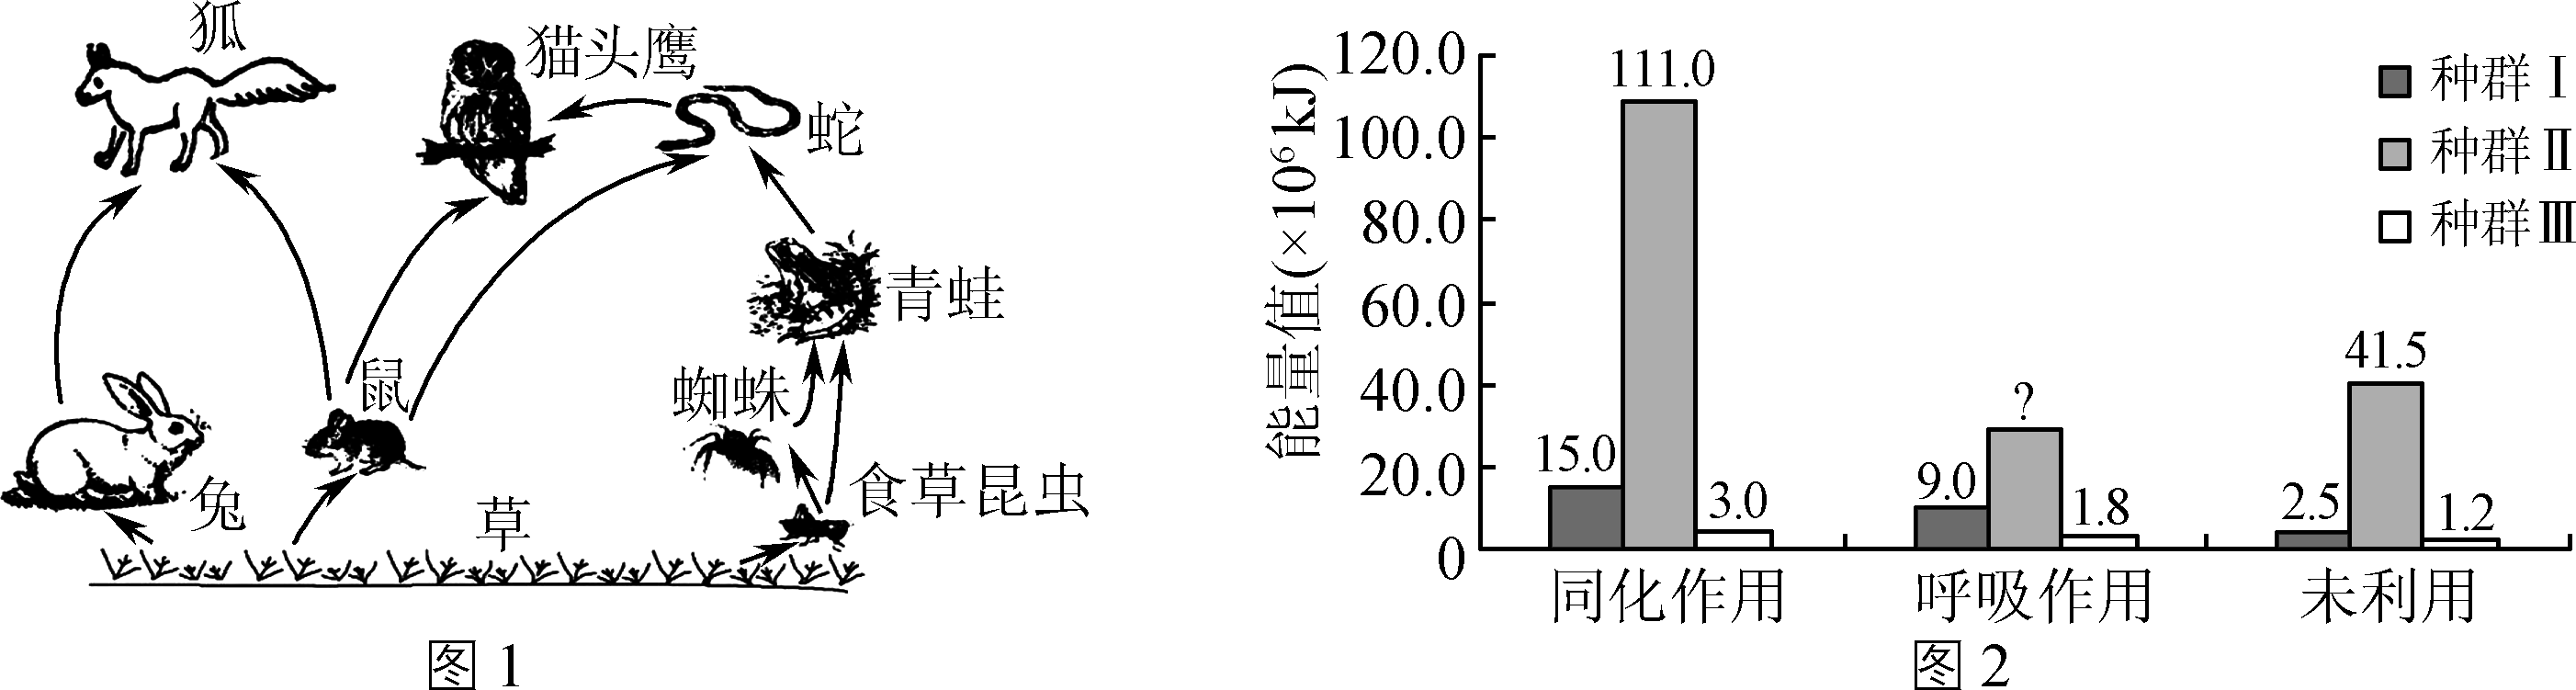 狐
猫头鹰
蛇
青蛙
鼠
蜘蛛
食草昆虫
兔
草
图 1
能量值(×10⁶kJ)
120.0
100.0
80.0
60.0
40.0
20.0
0
111.0
15.0
3.0
9.0
?
1.8
2.5
41.5
1.2
种群Ⅰ
种群Ⅱ
种群Ⅲ
同化作用
呼吸作用
未利用
图 2